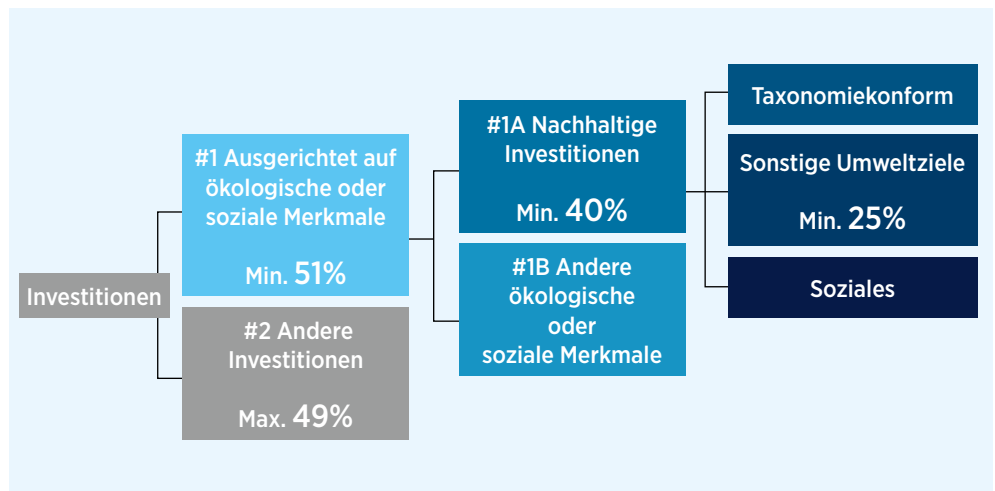 Investitionen
#1 Ausgerichtet auf
ökologische oder
soziale Merkmale
Min. 51%
#2 Andere
Investitionen
Max. 49%
#1A Nachhaltige
Investitionen
Min. 40%
#1B Andere
ökologische
oder
soziale Merkmale
Taxonomiekonform
Sonstige Umweltziele
Min. 25%
Soziales